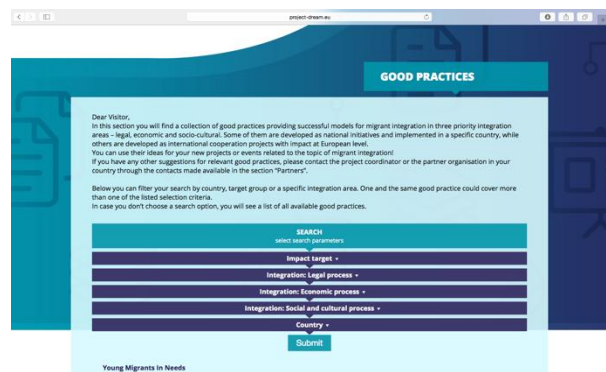 project-dream.eu
GOOD PRACTICES
Dear Visitor,
In this section you will find a collection of good practices providing successful models for migrant integration in three priority integration
areas – legal, economic and socio-cultural. Some of them are developed as national initiatives and implemented in a specific country, while
others are developed as international cooperation projects with impact at European level.
You can use their ideas for your new projects or events related to the topic of migrant integration!
If you have any other suggestions for relevant good practices, please contact the project coordinator or the partner organisation in your
country through the contacts made available in the section “Partners”.
Below you can filter your search by country, target group or a specific integration area. One and the same good practice could cover more
than one of the listed selection criteria.
In case you don't choose a search option, you will see a list of all available good practices.
SEARCH
select search parameters
Impact target
Integration: Legal process
Integration: Economic process
Integration: Social and cultural process
Country
Submit
Young Migrants In Needs